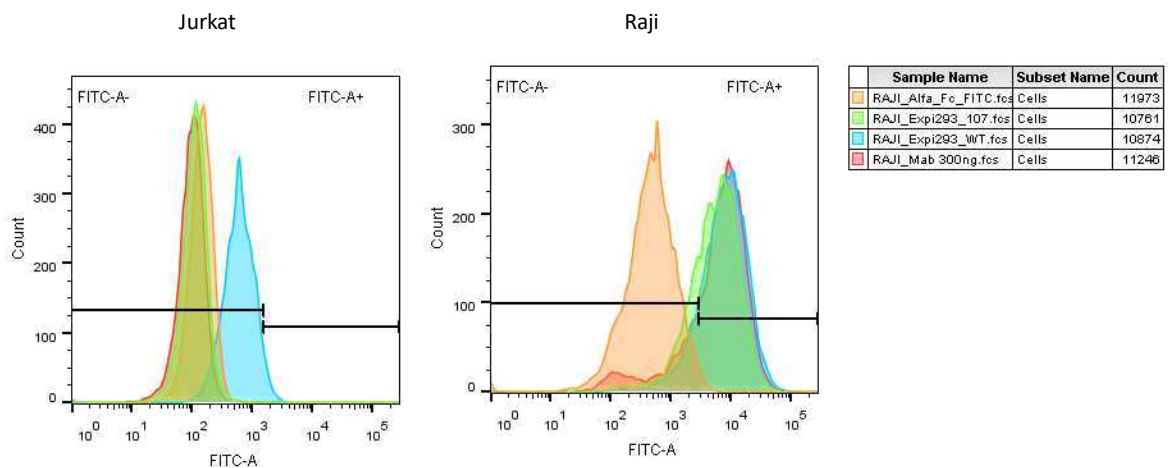 Jurkat
FITC-A- FITC-A+
400
300
200
100
0
Count
10^0 10^1 10^2 10^3 10^4 10^5
FITC-A
Raji
FITC-A- FITC-A+
300
200
100
0
Count
10^0 10^1 10^2 10^3 10^4 10^5
FITC-A
Sample Name Subset Name Count
RAJI_Alfa_Fc_FITC.fcs Cells 11973
RAJI_Expi293_107.fcs Cells 10761
RAJI_Expi293_WT.fcs Cells 10874
RAJI_Mab 300ng.fcs Cells 11246